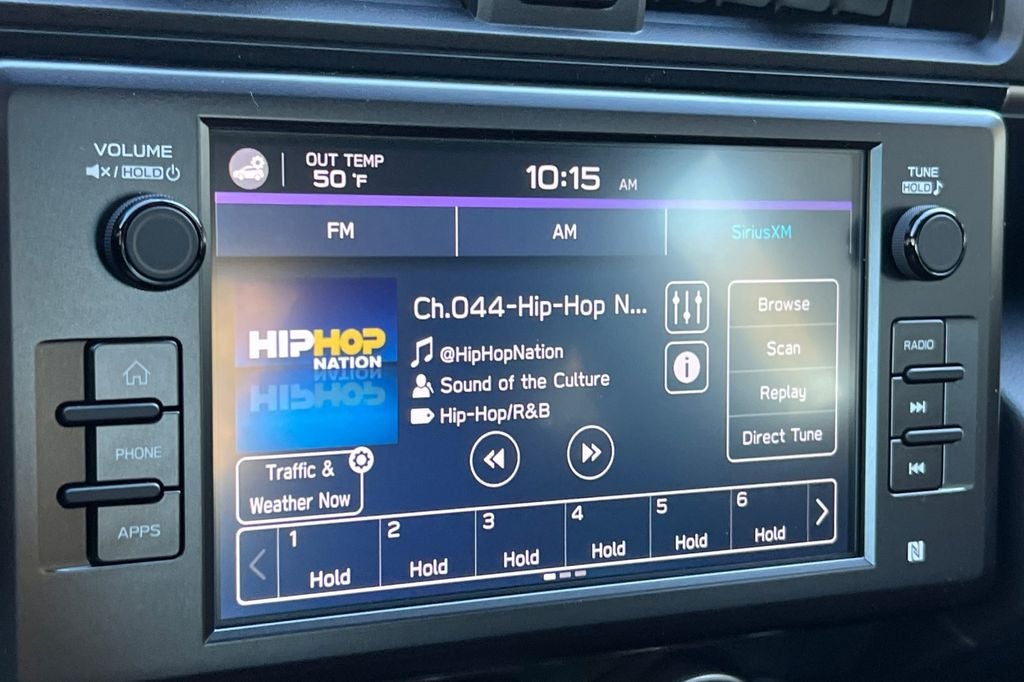 VOLUME
/ HOLD
TUNE
HOLD
OUT TEMP
50 °F
10:15 AM
FM
AM
SiriusXM
HIPHOP
NATION
Ch.044-Hip-Hop N...
@HipHopNation
Sound of the Culture
Hip-Hop/R&B
i
Browse
Scan
Replay
Direct Tune
Traffic &
Weather Now
1
Hold
2
Hold
3
Hold
4
Hold
5
Hold
6
Hold
PHONE
APPS
RADIO
N